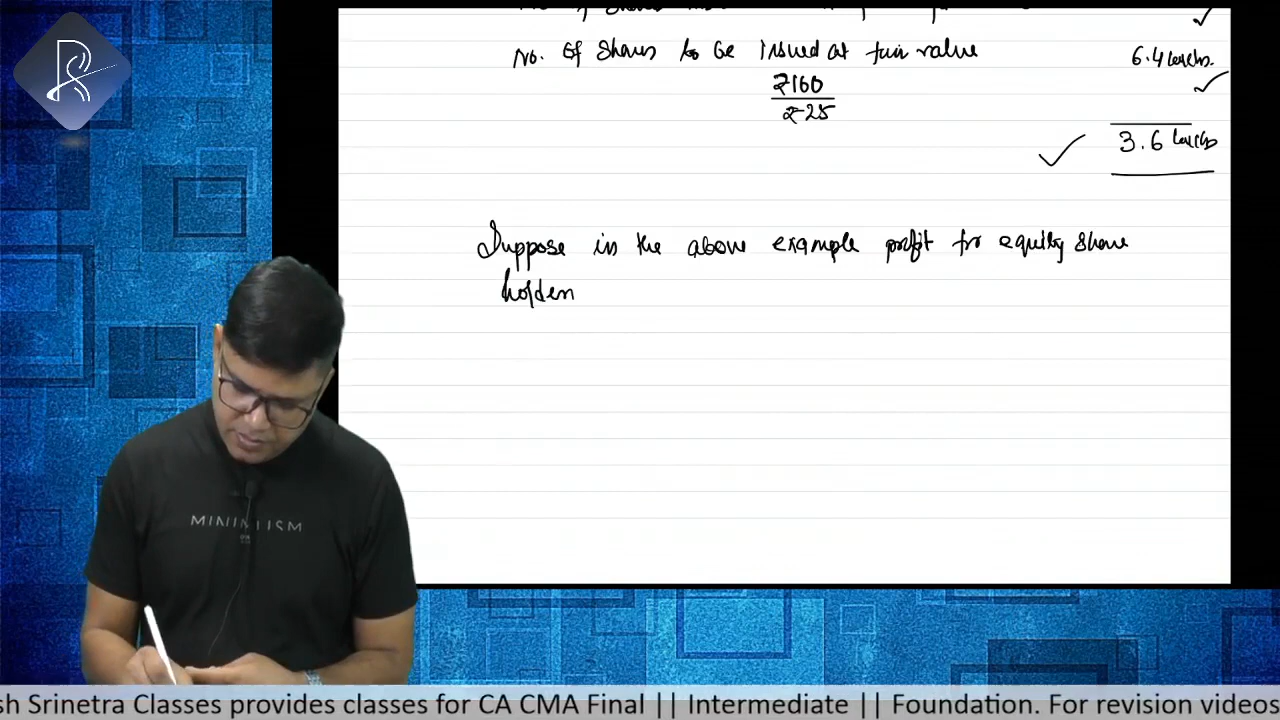 No. of shares to be issued at fair value
6.4 lakhs.
₹160
₹25
3.6 lakhs
Suppose in the above example profit for equity share
holders
MINIMLISM
sh Srinetra Classes provides classes for CA CMA Final || Intermediate || Foundation. For revision videos